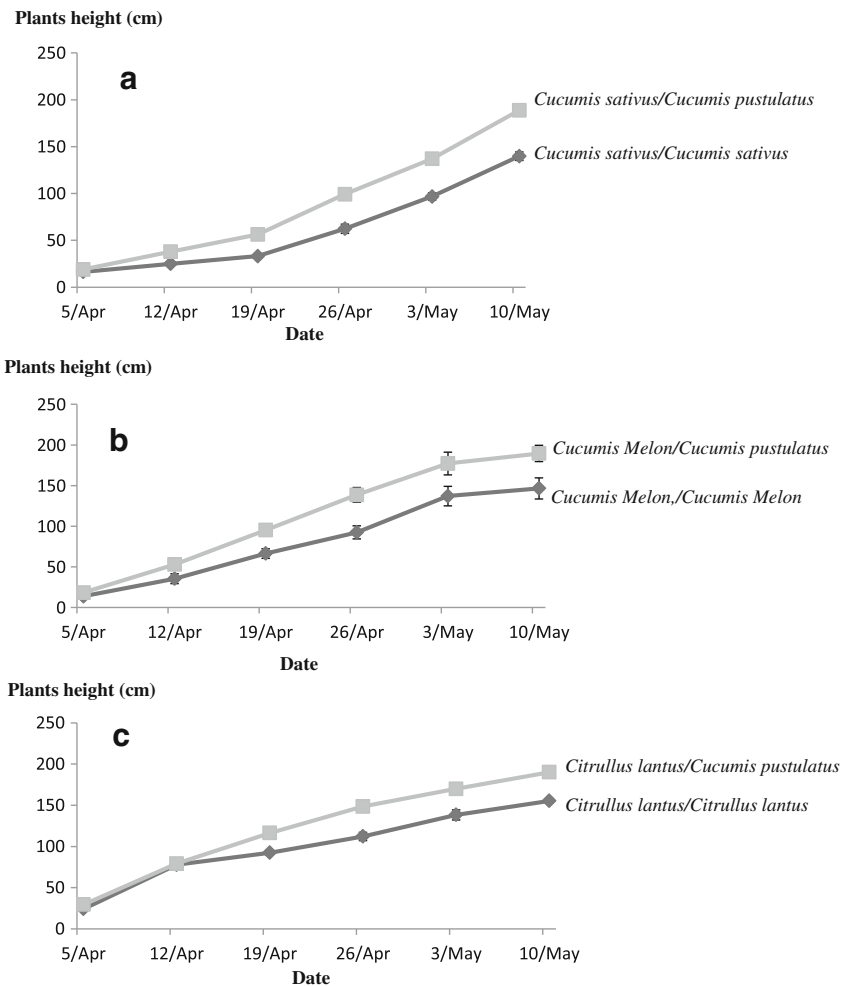 Plants height (cm)
250
a
200
Cucumis sativus/Cucumis pustulatus
150
Cucumis sativus/Cucumis sativus
100
50
0
5/Apr 12/Apr 19/Apr 26/Apr 3/May 10/May
Date
Plants height (cm)
250
b
200
Cucumis Melon/Cucumis pustulatus
150
Cucumis Melon,/Cucumis Melon
100
50
0
5/Apr 12/Apr 19/Apr 26/Apr 3/May 10/May
Date
Plants height (cm)
250
c
200
Citrullus lantus/Cucumis pustulatus
150
Citrullus lantus/Citrullus lantus
100
50
0
5/Apr 12/Apr 19/Apr 26/Apr 3/May 10/May
Date